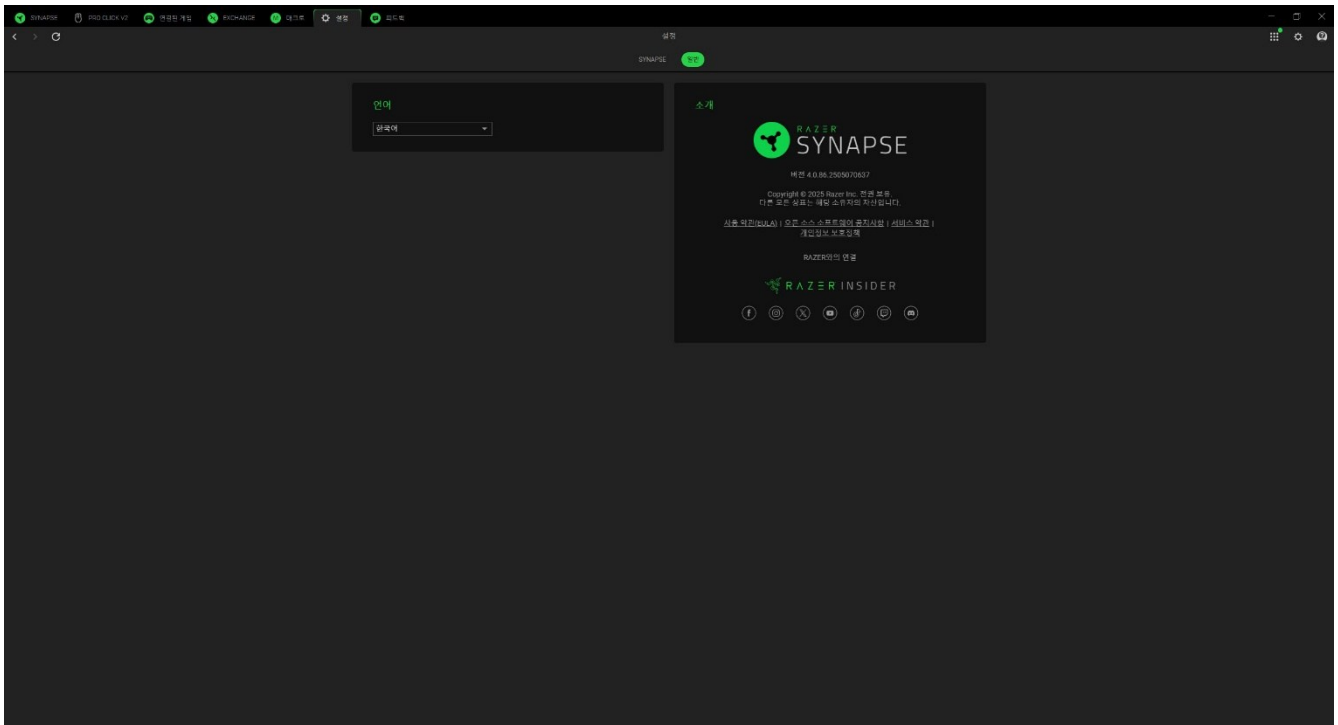 SYNAPSE
PRO CLICK V2
연결된 게임
EXCHANGE
매크로
설정
피드백
설정
SYNAPSE
일반
언어
한국어
소개
RAZER
SYNAPSE
버전 4.0.86.2505070637
Copyright © 2025 Razer Inc. 전권 보유.
다른 모든 상표는 해당 소유자의 자산입니다.
사용 약관(EULA) | 오픈 소스 소프트웨어 공지사항 | 서비스 약관 |
개인정보 보호정책
RAZER와의 연결
RAZER INSIDER